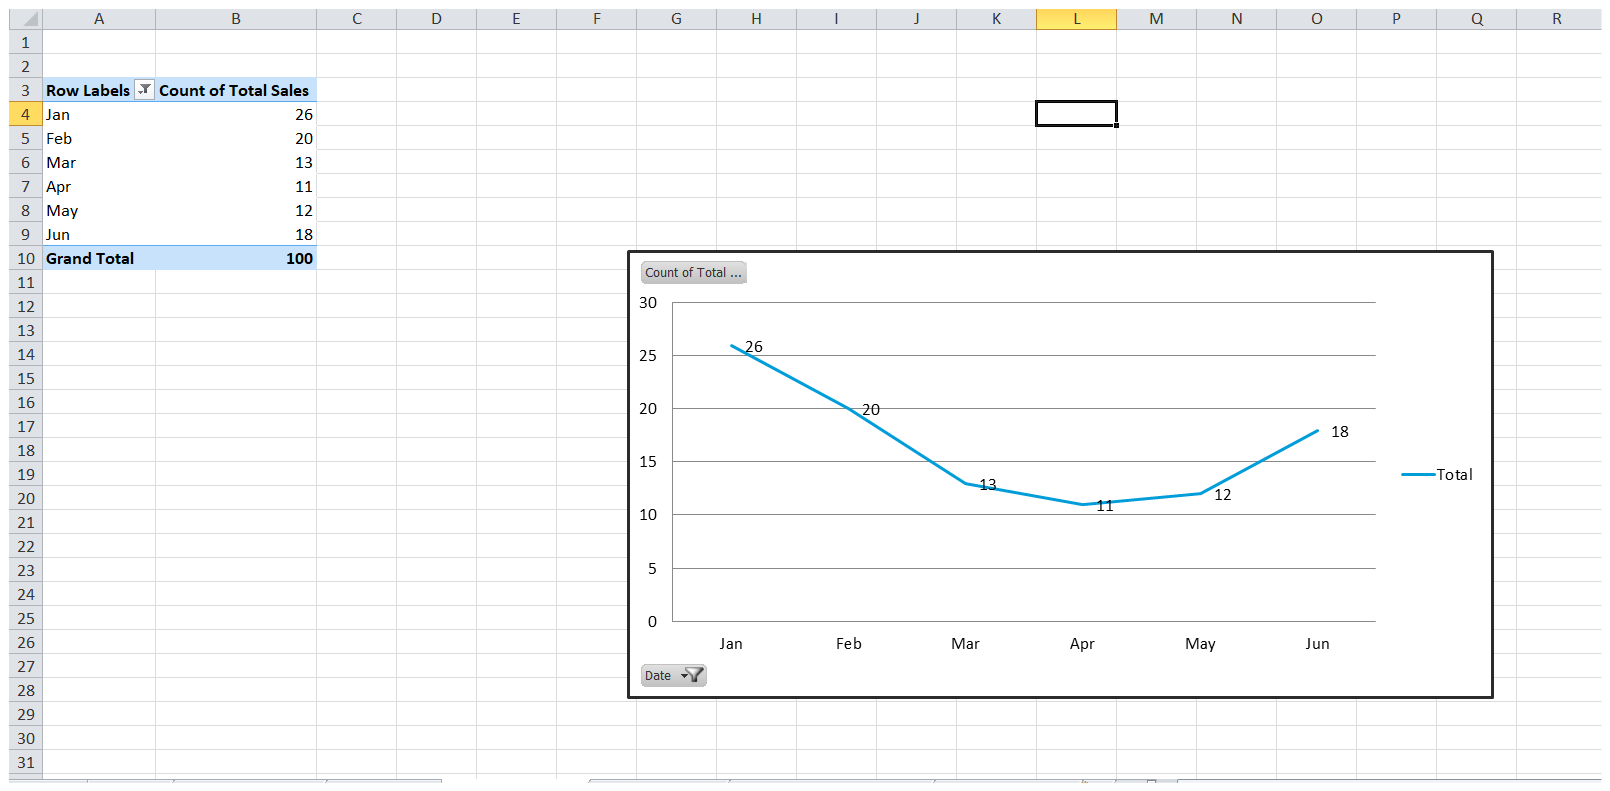 A B C D E F G H I J K L M N O P Q R
1
2
3 Row Labels Count of Total Sales
4 Jan 26
5 Feb 20
6 Mar 13
7 Apr 11
8 May 12
9 Jun 18
10 Grand Total 100
11
12
13
14
15
16
17
18
19
20
21
22
23
24
25
26
27
28
29
30
31
Count of Total ...
30
25
20
15
10
5
0
26
20
13
11
12
18
Total
Jan Feb Mar Apr May Jun
Date